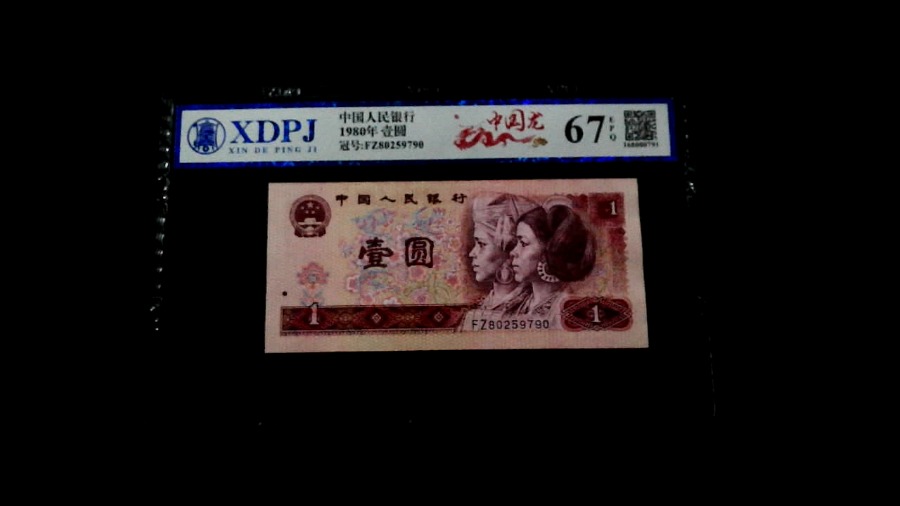 XDPJ
XIN DE PING JI
中国人民银行
1980年 壹圆
冠号:FZ80259790
中国龙
67
EPQ
168000791
中国人民银行
1
壹圆
1
FZ80259790
1